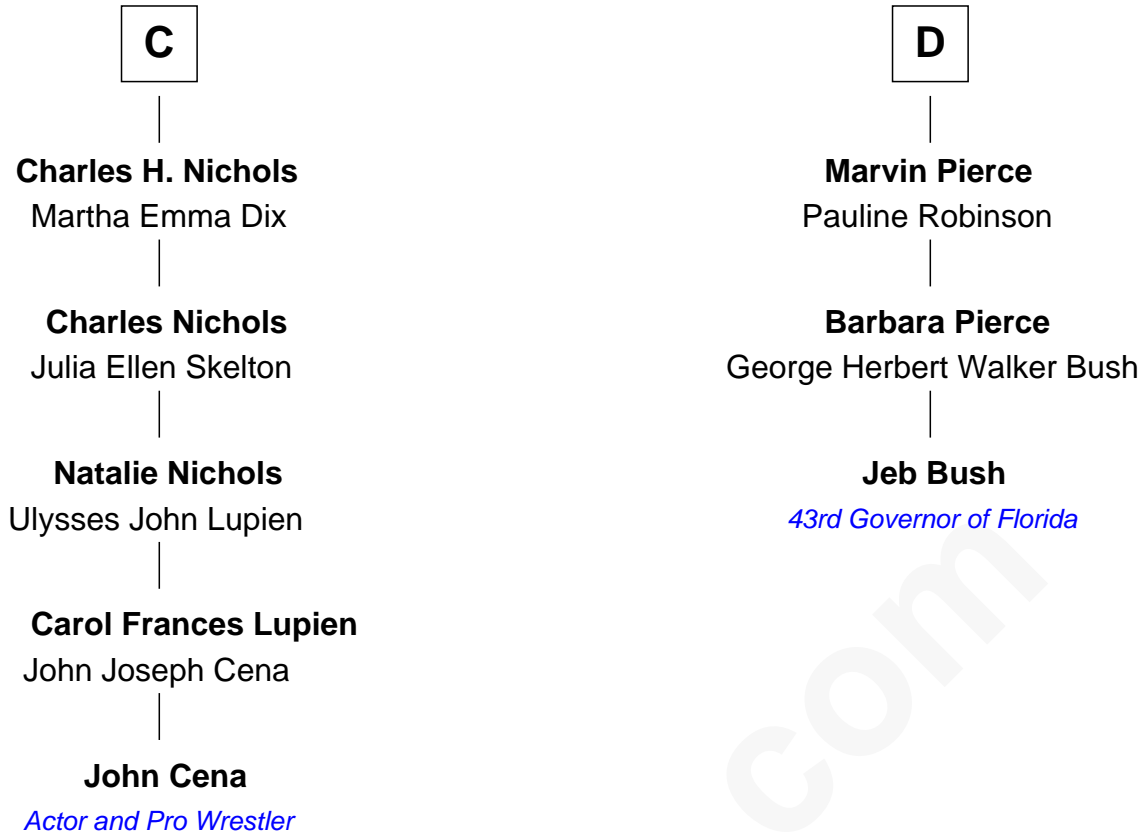 C
Charles H. Nichols
Martha Emma Dix
Charles Nichols
Julia Ellen Skelton
Natalie Nichols
Ulysses John Lupien
Carol Frances Lupien
John Joseph Cena
John Cena
Actor and Pro Wrestler
D
Marvin Pierce
Pauline Robinson
Barbara Pierce
George Herbert Walker Bush
Jeb Bush
43rd Governor of Florida
com